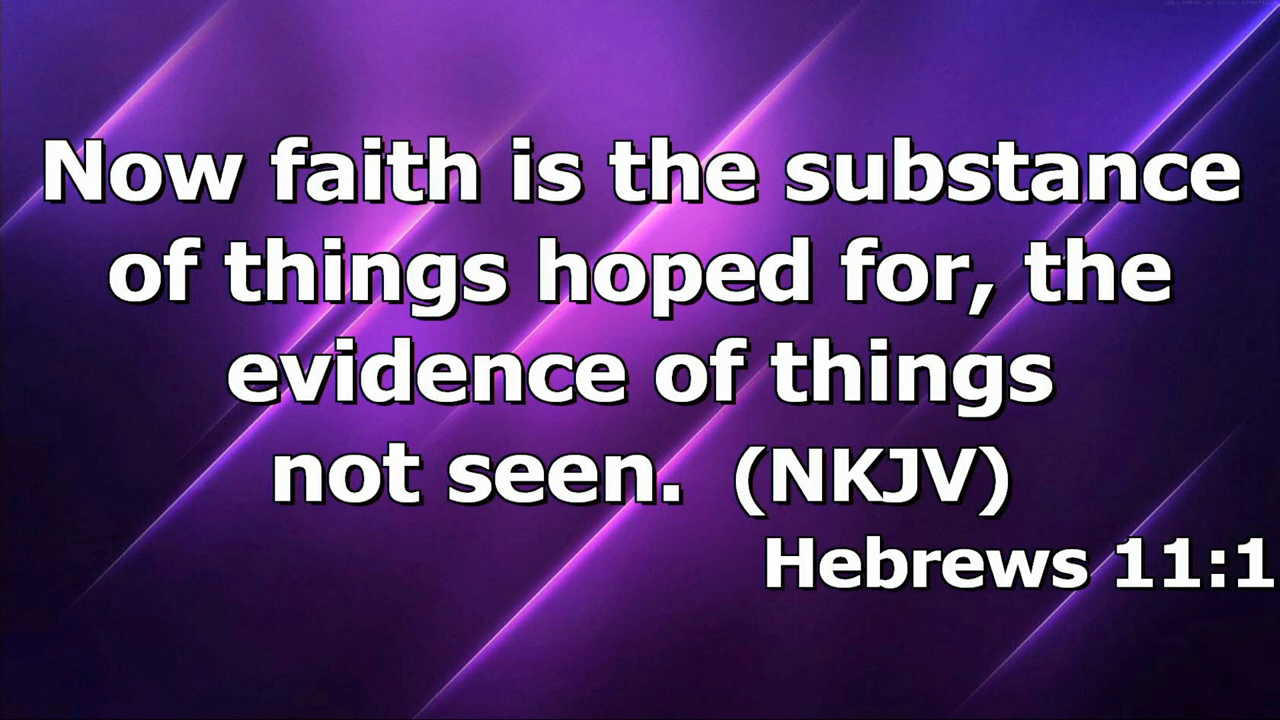 Now faith is the substance
of things hoped for, the
evidence of things
not seen.  (NKJV)
Hebrews 11:1